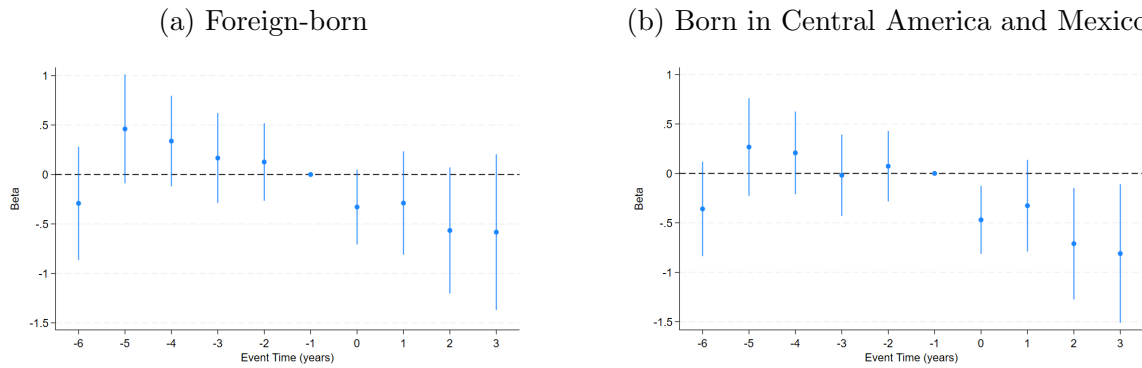 (a) Foreign-born
(b) Born in Central America and Mexico
1
.5
0
-.5
-1
-1.5
Beta
-6 -5 -4 -3 -2 -1 0 1 2 3
Event Time (years)
1
.5
0
-.5
-1
-1.5
Beta
-6 -5 -4 -3 -2 -1 0 1 2 3
Event Time (years)